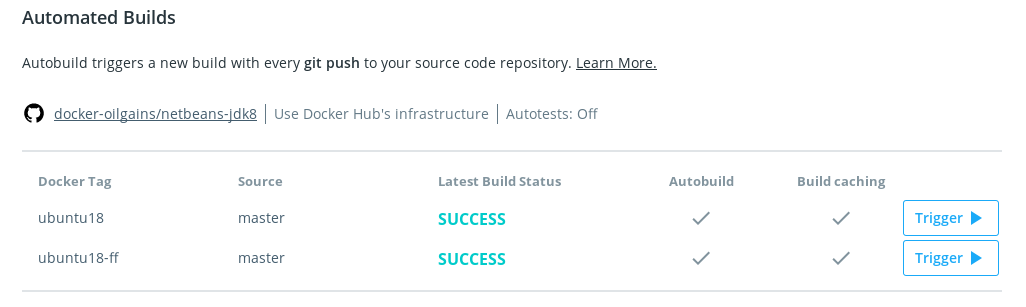 Automated Builds
Autobuild triggers a new build with every git push to your source code repository. Learn More.
docker-oilgains/netbeans-jdk8 | Use Docker Hub's infrastructure | Autotests: Off
Docker Tag Source Latest Build Status Autobuild Build caching
ubuntu18 master SUCCESS Trigger
ubuntu18-ff master SUCCESS Trigger